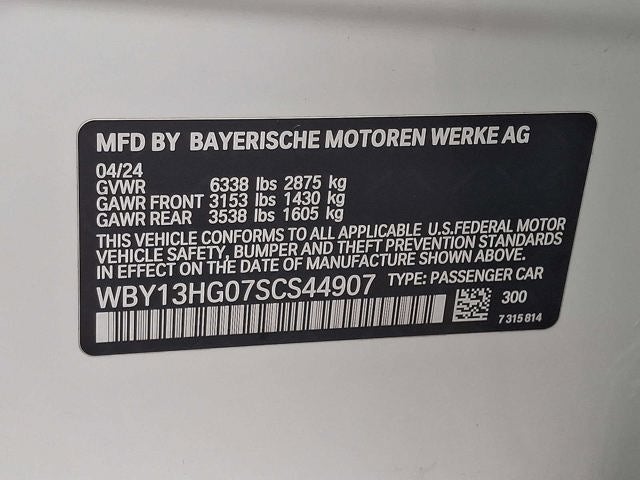 MFD BY BAYERISCHE MOTOREN WERKE AG
04/24
GVWR 6338 lbs 2875 kg
GAWR FRONT 3153 lbs 1430 kg
GAWR REAR 3538 lbs 1605 kg
THIS VEHICLE CONFORMS TO ALL APPLICABLE U.S.FEDERAL MOTOR
VEHICLE SAFETY, BUMPER AND THEFT PREVENTION STANDARDS
IN EFFECT ON THE DATE OF MANUFACTURE SHOWN ABOVE.
WBY13HG07SCS44907 TYPE: PASSENGER CAR
300
7 315 814